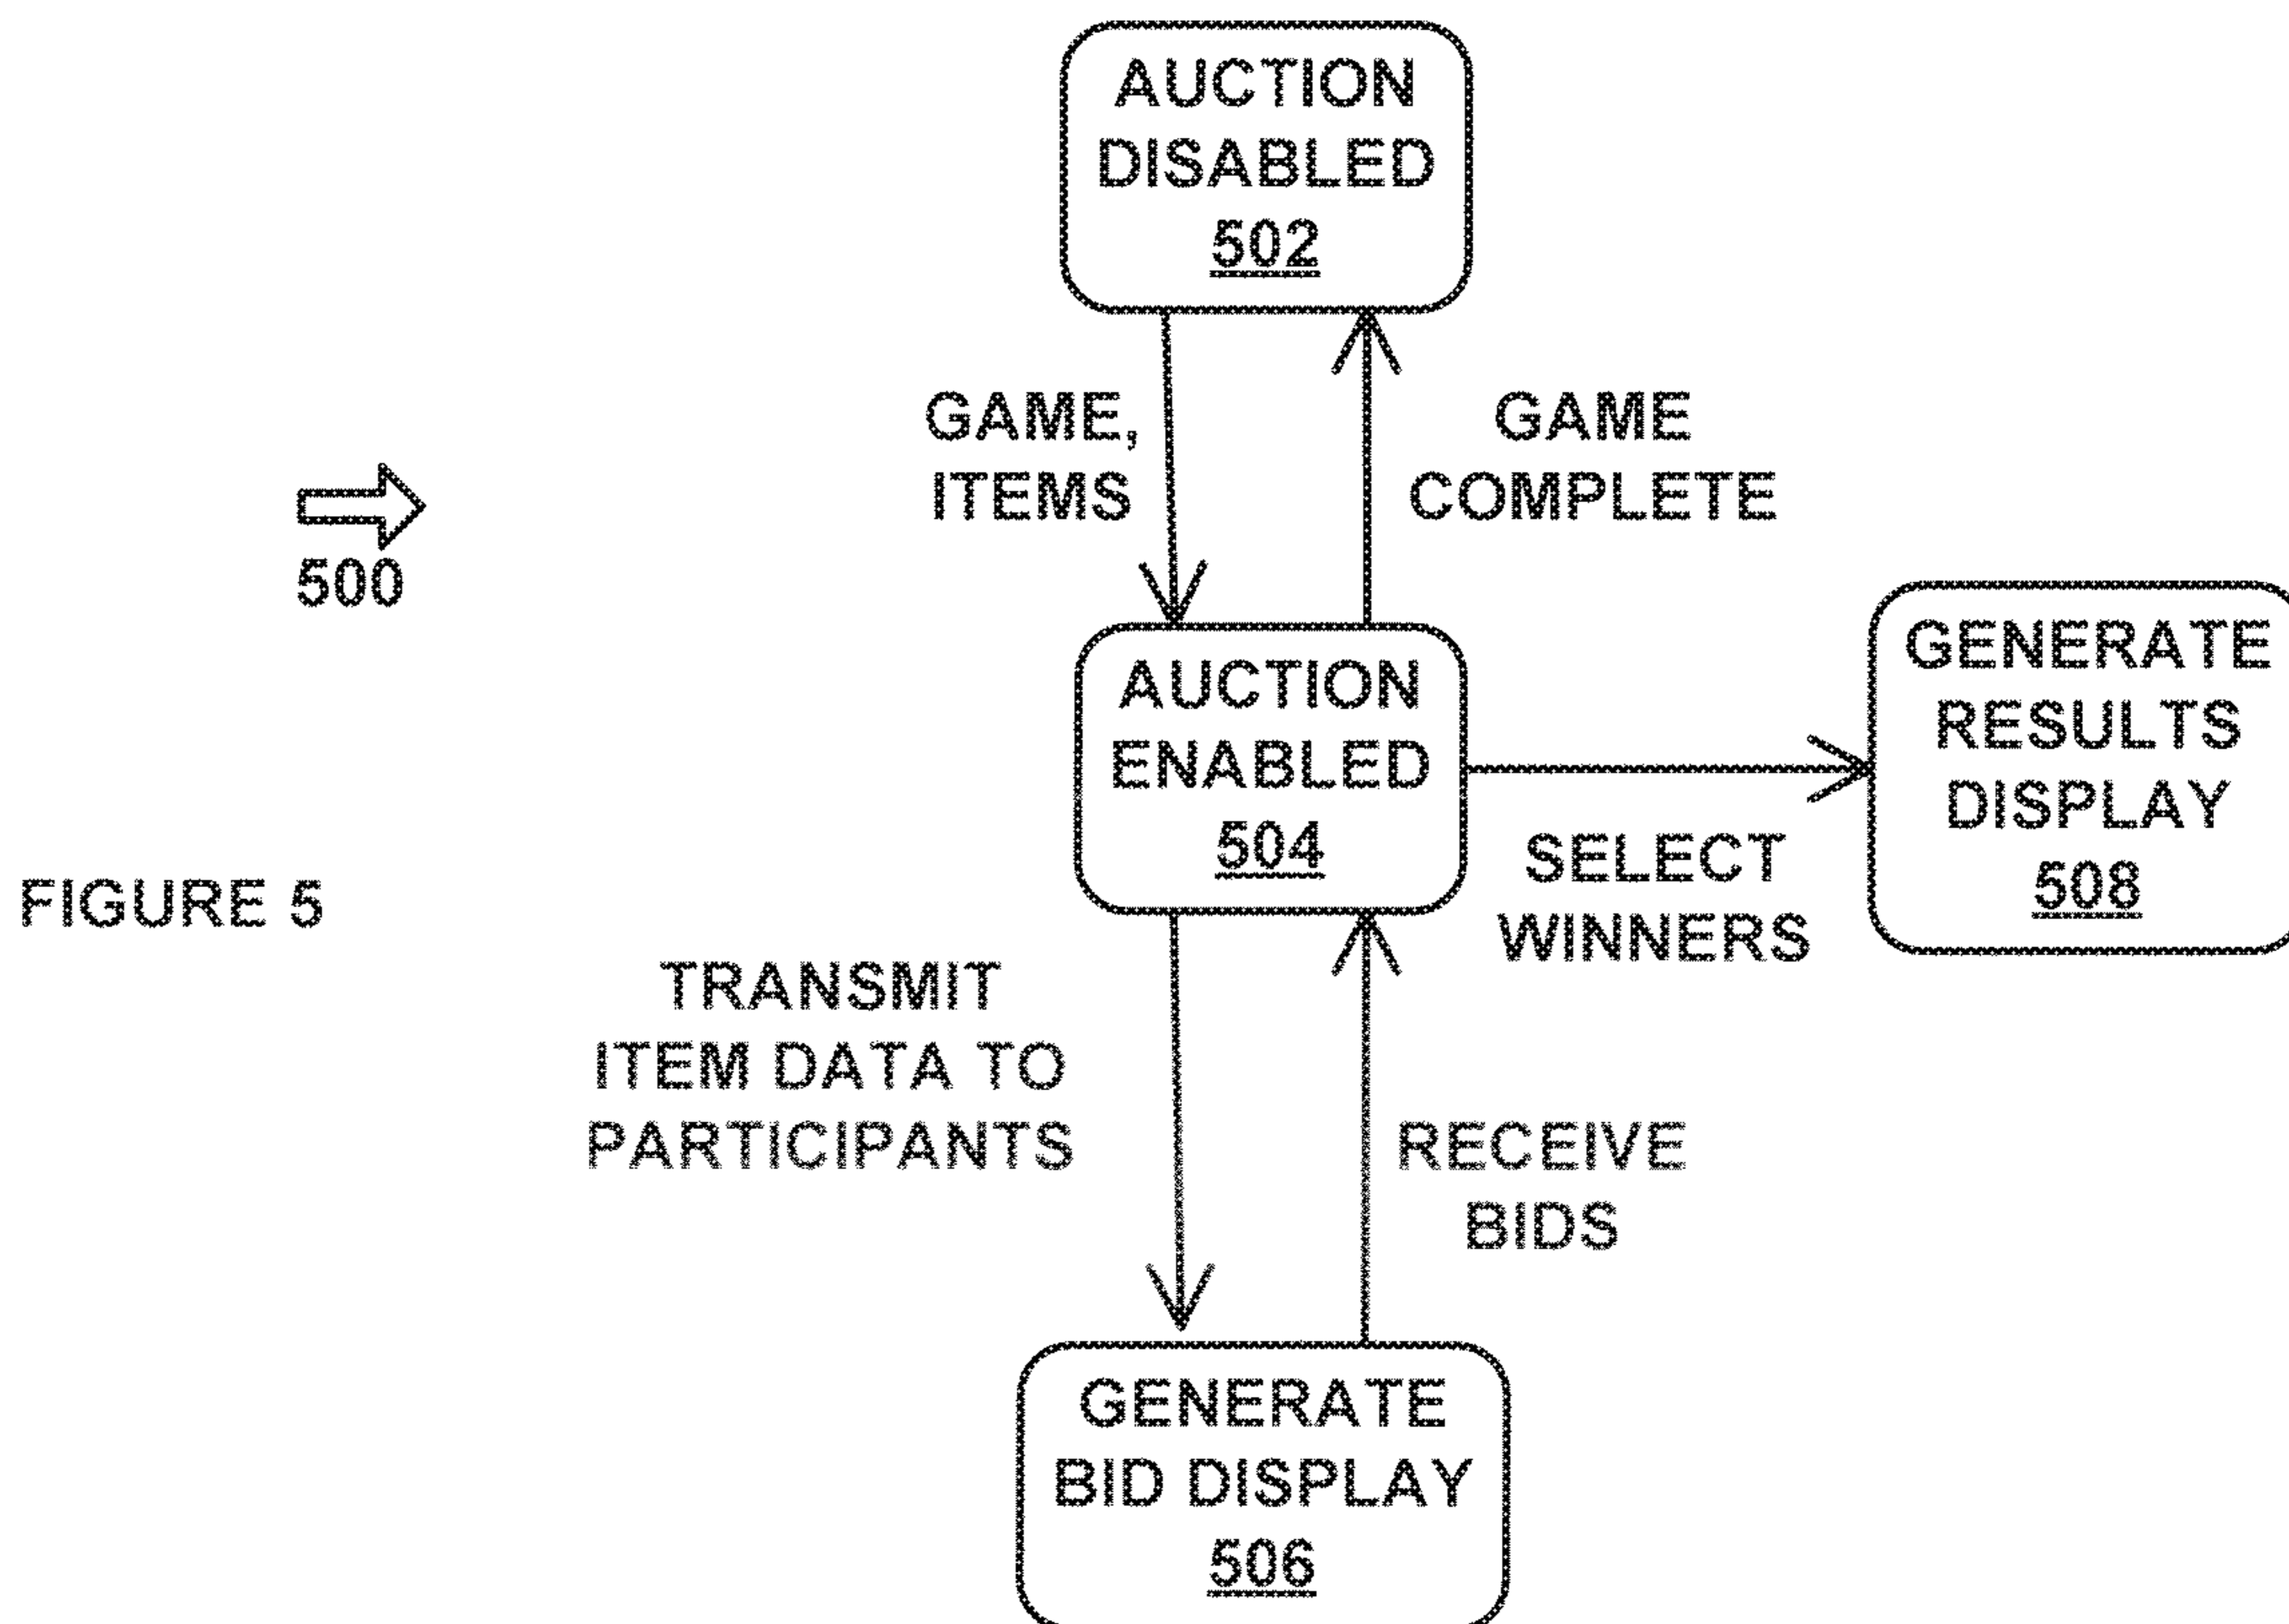 AUCTION
DISABLED
502
GAME,
ITEMS
GAME
COMPLETE
500
AUCTION
ENABLED
504
GENERATE
RESULTS
DISPLAY
508
SELECT
WINNERS
FIGURE 5
TRANSMIT
ITEM DATA TO
PARTICIPANTS
RECEIVE
BIDS
GENERATE
BID DISPLAY
506